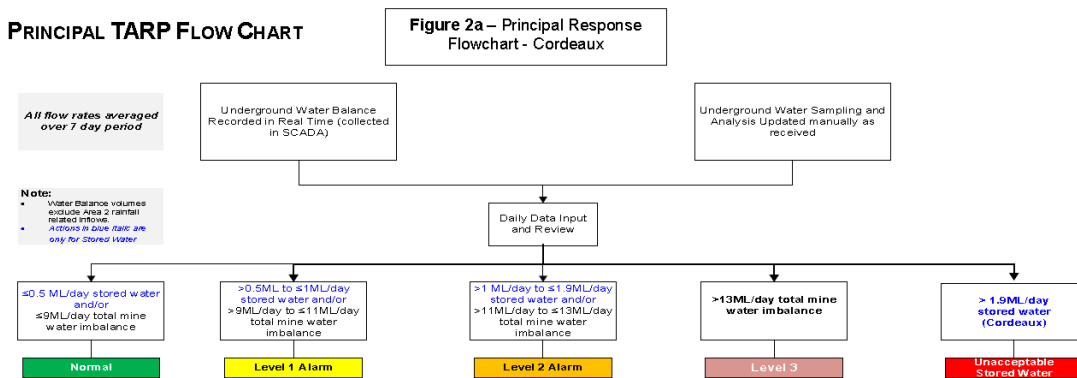 PRINCIPAL TARP FLOW CHART
Figure 2a – Principal Response
Flowchart - Cordeaux
All flow rates averaged
over 7 day period
Underground Water Balance
Recorded in Real Time (collected
in SCADA)
Underground Water Sampling and
Analysis Updated manually as
received
Note:
• Water Balance volumes
exclude Area 2 rainfall
related inflows.
• Actions in blue italic are
only for Stored Water
Daily Data Input
and Review
≤0.5 ML/day stored water
and/or
≤9ML/day total mine
water imbalance
>0.5ML to ≤1ML/day
stored water and/or
>9ML/day to ≤11ML/day
total mine water
imbalance
>1 ML/day to ≤1.9ML/day
stored water and/or
>11ML/day to ≤13ML/day
total mine water
imbalance
>13ML/day total mine
water imbalance
> 1.9ML/day
stored water
(Cordeaux)
Normal
Level 1 Alarm
Level 2 Alarm
Level 3
Unacceptable
Stored Water